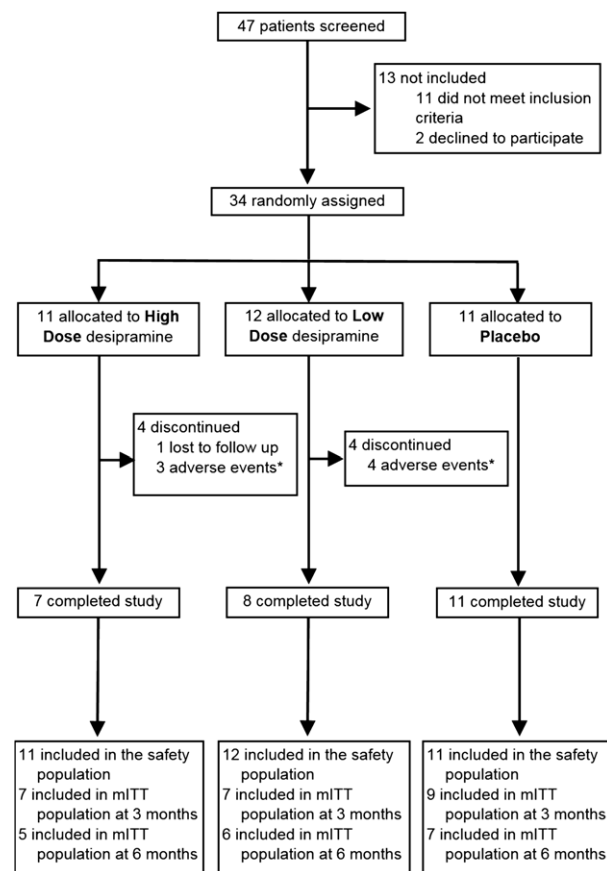 47 patients screened
13 not included
11 did not meet inclusion
criteria
2 declined to participate
34 randomly assigned
11 allocated to High
Dose desipramine
12 allocated to Low
Dose desipramine
11 allocated to
Placebo
4 discontinued
1 lost to follow up
3 adverse events*
4 discontinued
4 adverse events*
7 completed study
8 completed study
11 completed study
11 included in the safety
population
7 included in mITT
population at 3 months
5 included in mITT
population at 6 months
12 included in the safety
population
7 included in mITT
population at 3 months
6 included in mITT
population at 6 months
11 included in the safety
population
9 included in mITT
population at 3 months
7 included in mITT
population at 6 months